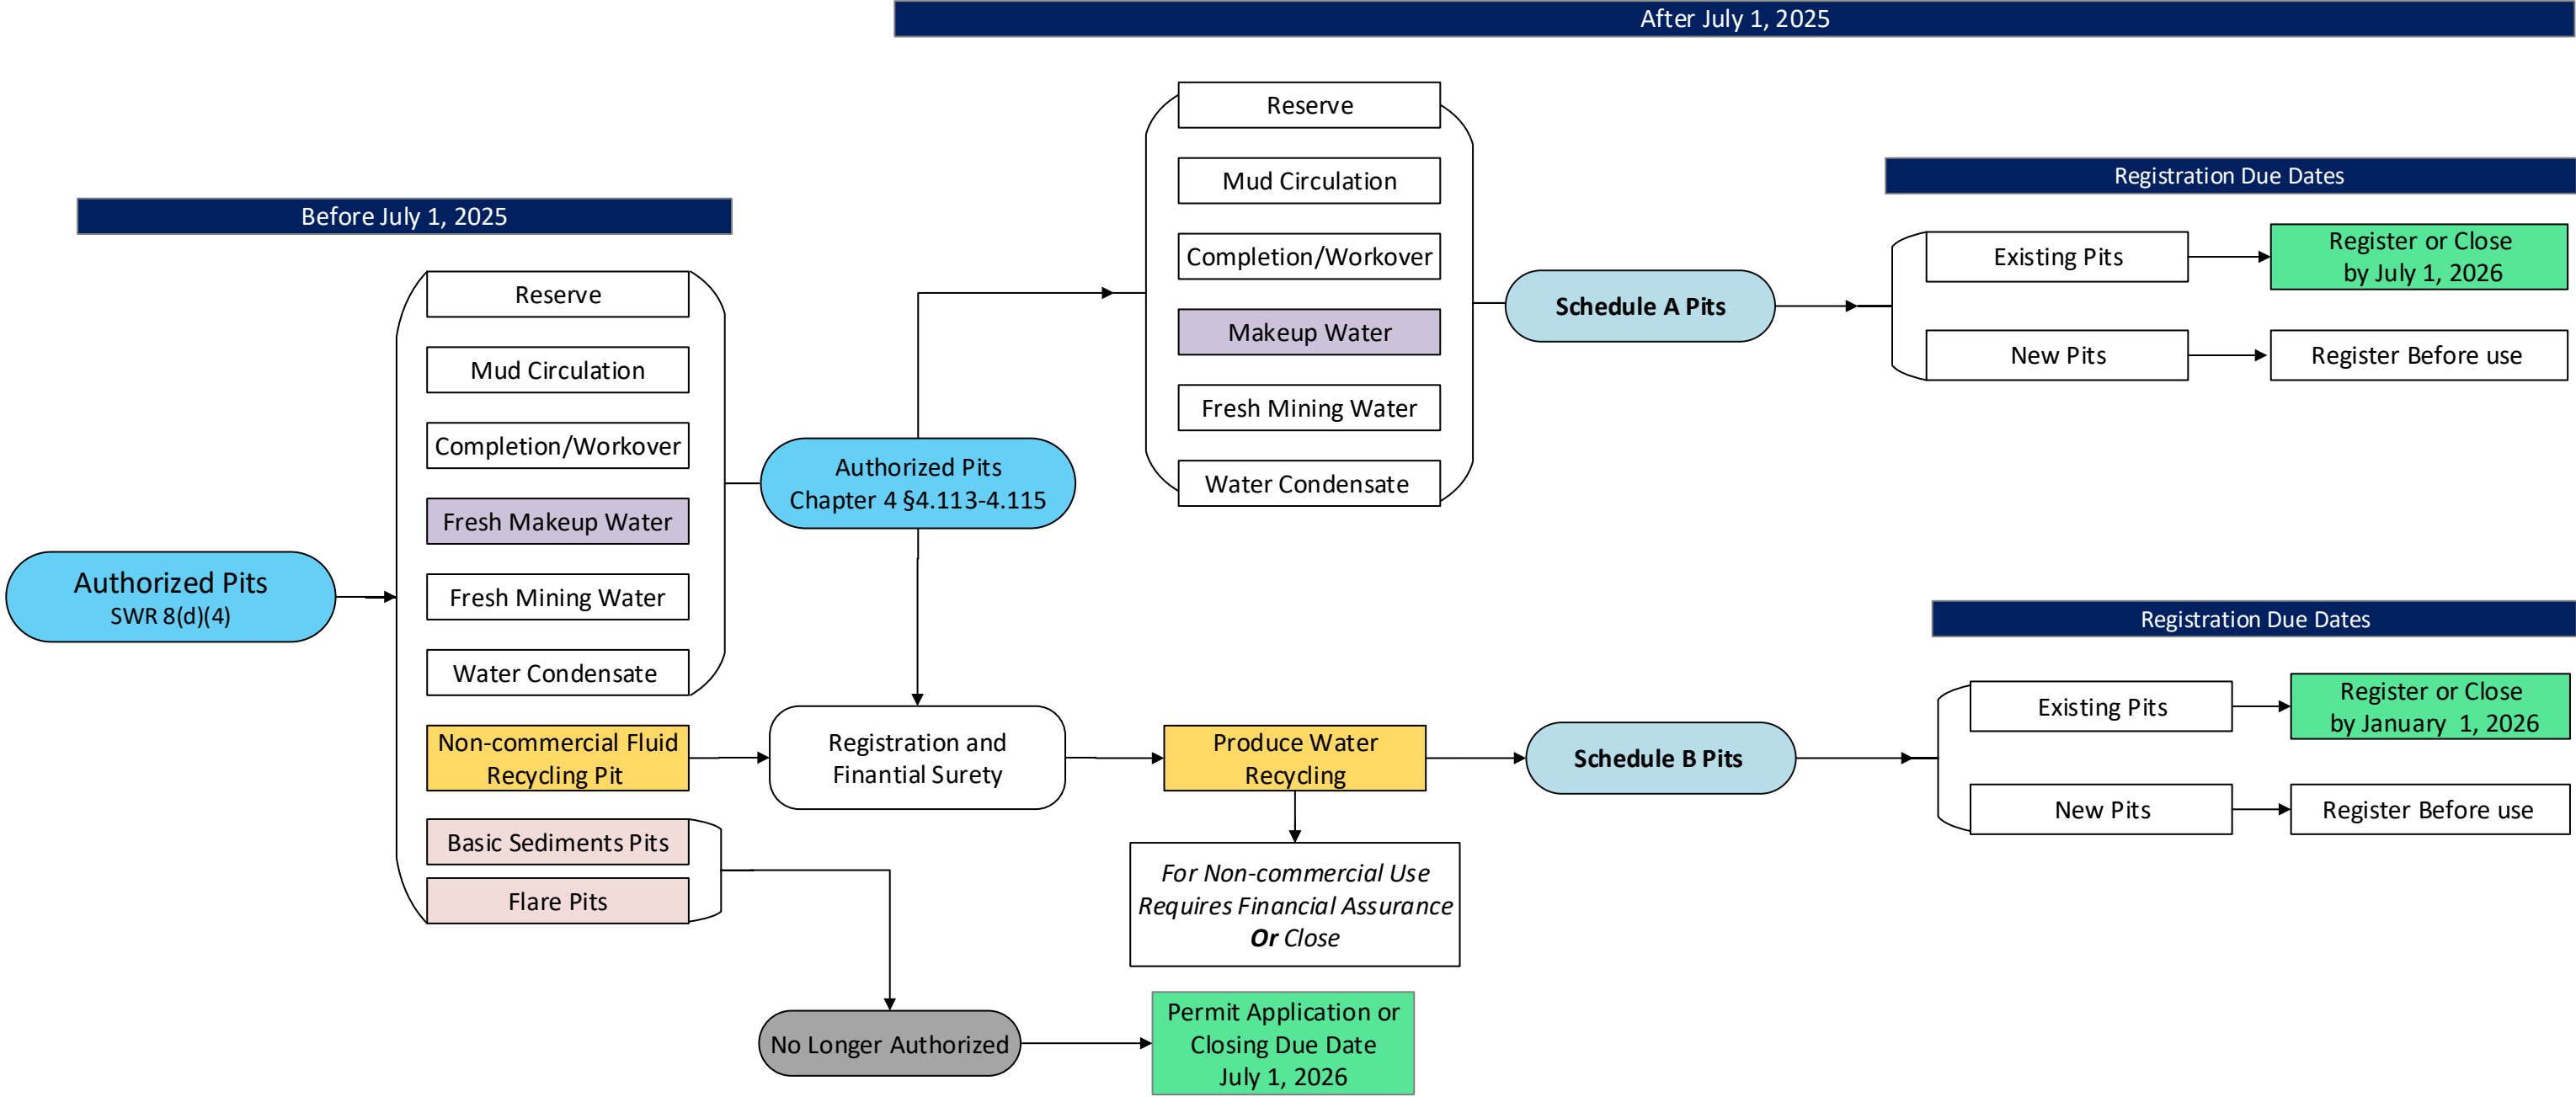 After July 1, 2025
Before July 1, 2025
Authorized Pits
SWR 8(d)(4)
Reserve
Mud Circulation
Completion/Workover
Fresh Makeup Water
Fresh Mining Water
Water Condensate
Non-commercial Fluid
Recycling Pit
Basic Sediments Pits
Flare Pits
Authorized Pits
Chapter 4 §4.113-4.115
Reserve
Mud Circulation
Completion/Workover
Makeup Water
Fresh Mining Water
Water Condensate
Schedule A Pits
Registration Due Dates
Existing Pits
Register or Close
by July 1, 2026
New Pits
Register Before use
Registration and
Finantial Surety
Produce Water
Recycling
For Non-commercial Use
Requires Financial Assurance
Or Close
Schedule B Pits
Registration Due Dates
Existing Pits
Register or Close
by January 1, 2026
New Pits
Register Before use
No Longer Authorized
Permit Application or
Closing Due Date
July 1, 2026